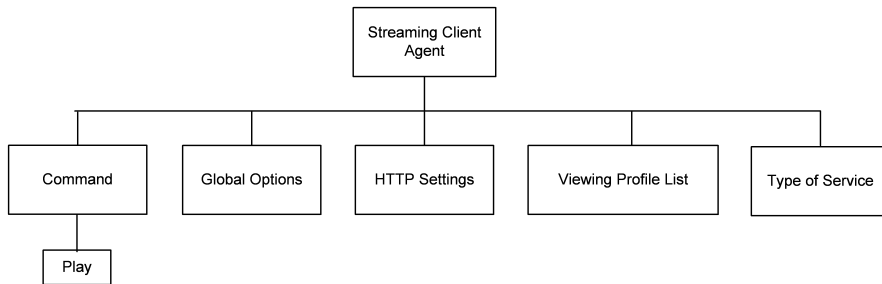 Streaming Client
Agent
Command
Global Options
HTTP Settings
Viewing Profile List
Type of Service
Play